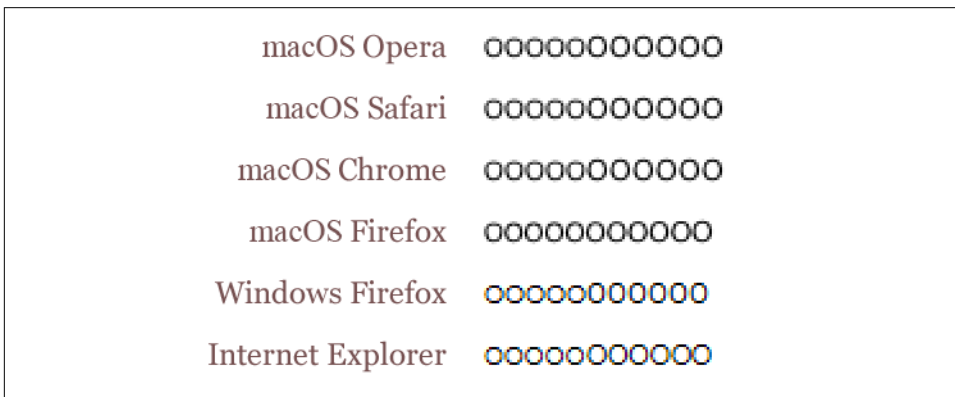 macOS Opera ooooooooooo
macOS Safari ooooooooooo
macOS Chrome ooooooooooo
macOS Firefox ooooooooooo
Windows Firefox ooooooooooo
Internet Explorer ooooooooooo